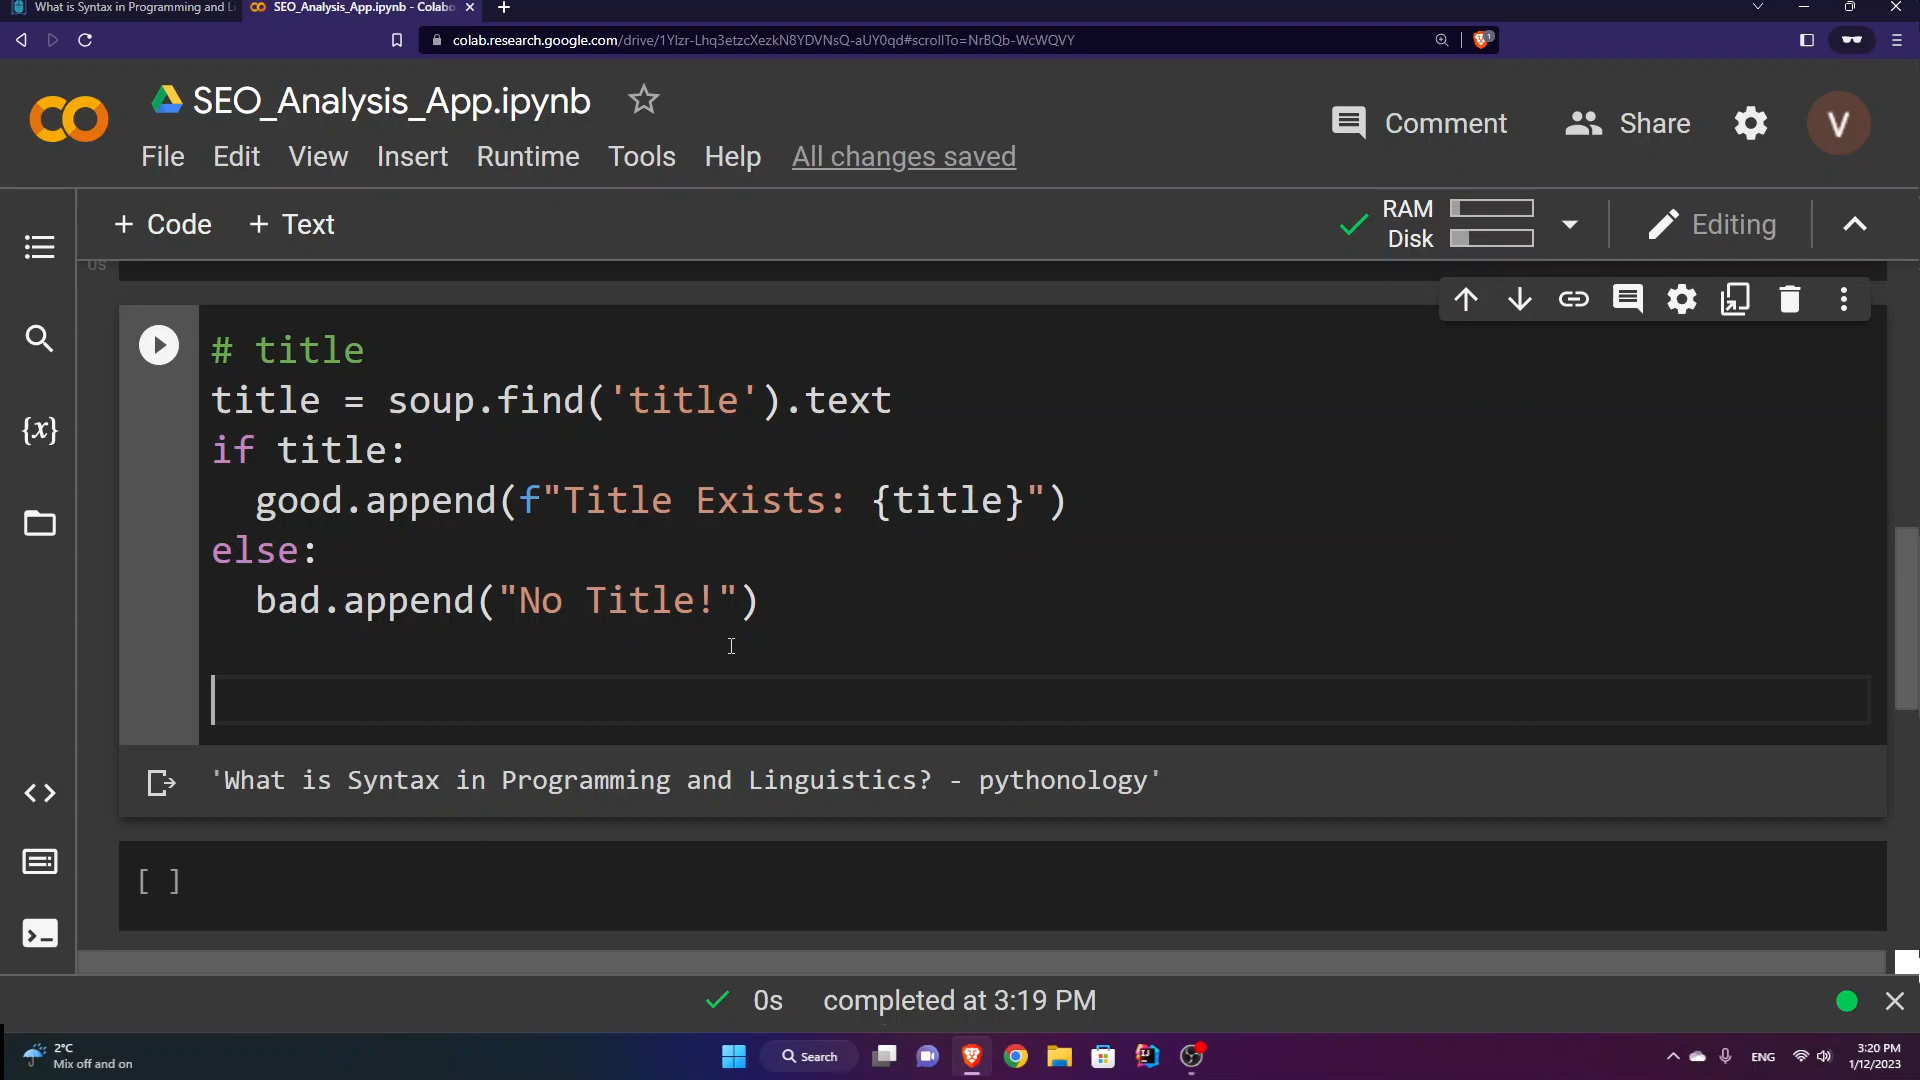 What is Syntax in Programming and Li
SEO_Analysis_App.ipynb - Colabo
colab.research.google.com/drive/1YIzr-Lhq3etzcXezkN8YDVNsQ-aUY0qd#scrollTo=NrBQb-WcWQVY
1
SEO_Analysis_App.ipynb
Comment
Share
V
File Edit View Insert Runtime Tools Help All changes saved
+ Code + Text
RAM
Disk
Editing
0s
# title
title = soup.find('title').text
if title:
good.append(f"Title Exists: {title}")
else:
bad.append("No Title!")
'What is Syntax in Programming and Linguistics? - pythonology'
[ ]
0s completed at 3:19 PM
2°C
Mix off and on
Search
ENG
3:20 PM
1/12/2023